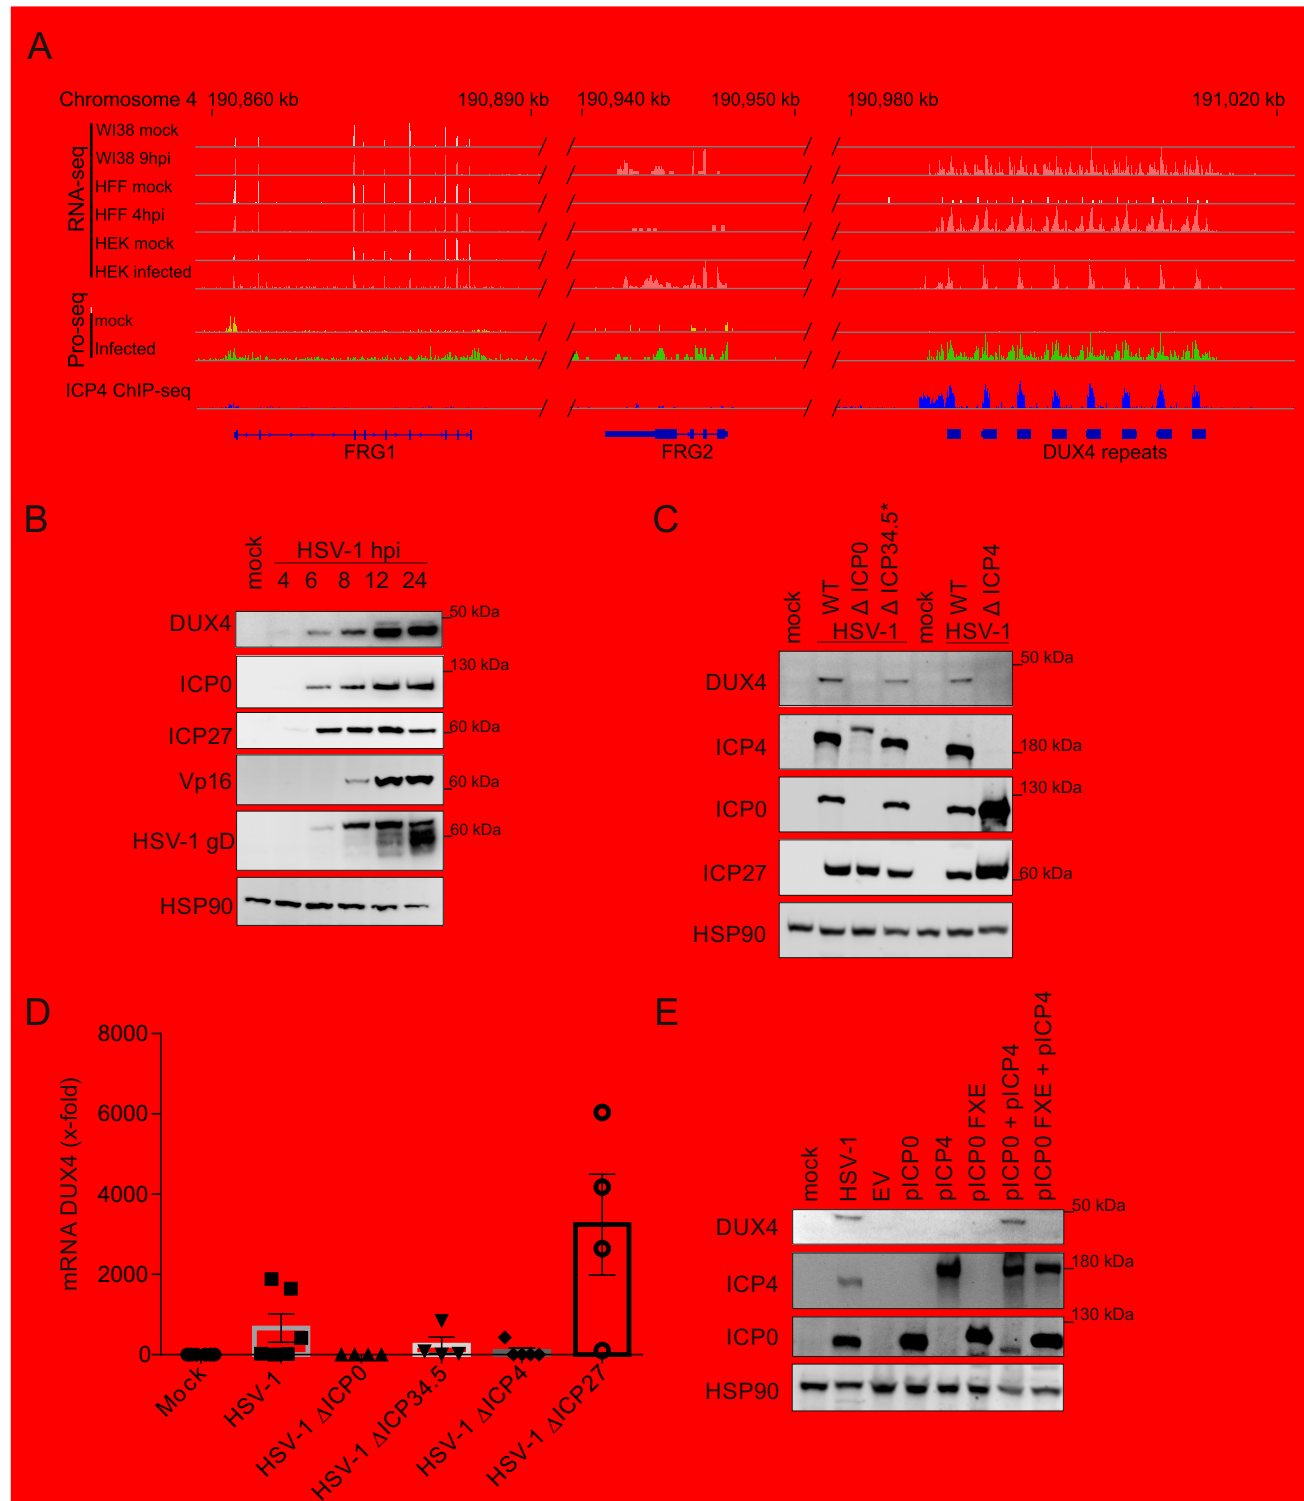 A
Chromosome 4
190,860 kb
190,890 kb
190,940 kb
190,950 kb
190,980 kb
191,020 kb
RNA-seq
WI38 mock
WI38 9hpi
HFF mock
HFF 4hpi
HEK mock
HEK infected
Pro-seq
mock
Infected
ICP4 ChIP-seq
FRG1
FRG2
DUX4 repeats
B
mock
HSV-1 hpi
4 6 8 12 24
DUX4
50 kDa
ICP0
130 kDa
ICP27
60 kDa
Vp16
60 kDa
HSV-1 gD
60 kDa
HSP90
C
mock
WT
Δ ICP0
Δ ICP34.5*
mock
WT
Δ ICP4
HSV-1
HSV-1
DUX4
50 kDa
ICP4
180 kDa
ICP0
130 kDa
ICP27
60 kDa
HSP90
D
mRNA DUX4 (x-fold)
8000
6000
4000
2000
0
Mock
HSV-1
HSV-1 ΔICP0
HSV-1 ΔICP34.5
HSV-1 ΔICP4
HSV-1 ΔICP27
E
mock
HSV-1
EV
pICP0
pICP4
pICP0 FXE
pICP0 + pICP4
pICP0 FXE + pICP4
DUX4
50 kDa
ICP4
180 kDa
ICP0
130 kDa
HSP90